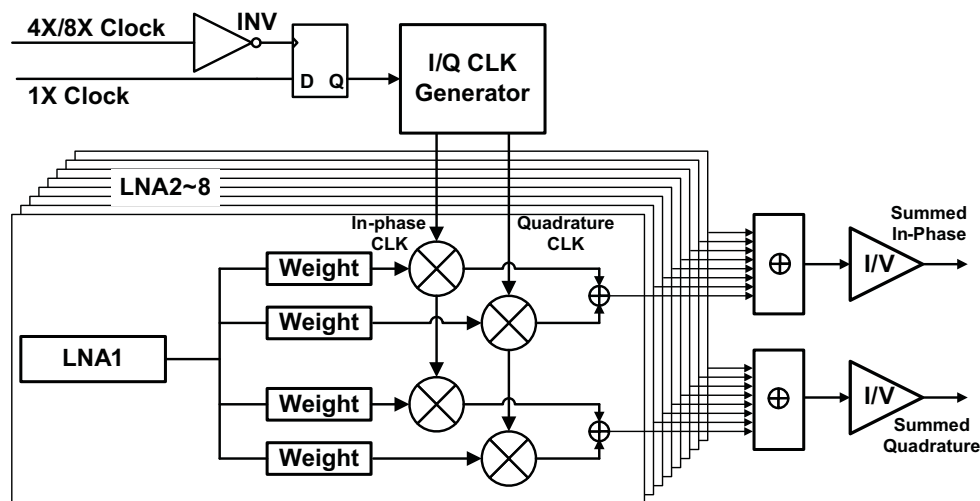 4X/8X Clock
INV
1X Clock
D Q
I/Q CLK
Generator
LNA2~8
In-phase
CLK
Quadrature
CLK
Weight
Weight
LNA1
Weight
Weight
Summed
In-Phase
I/V
I/V
Summed
Quadrature